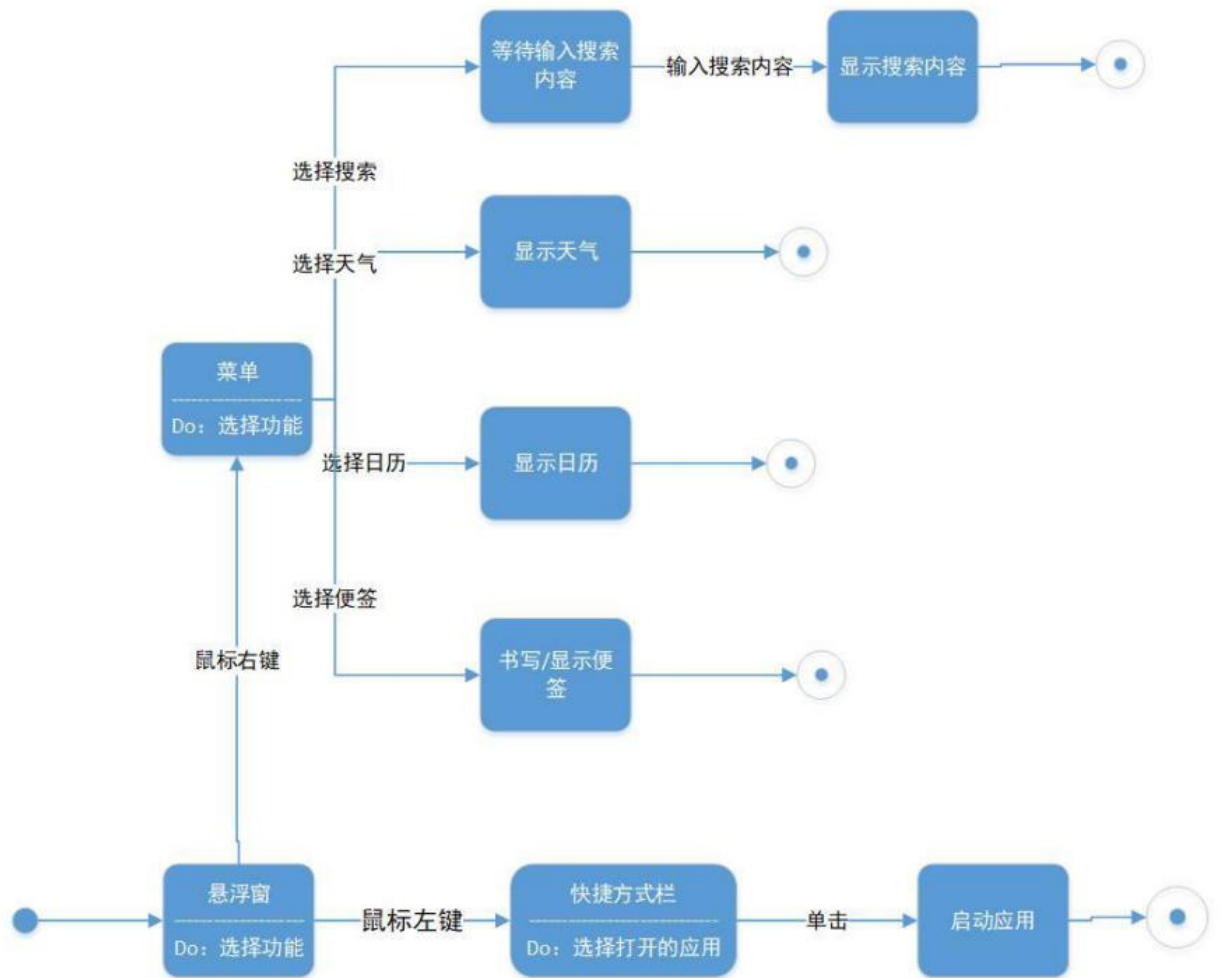 等待输入搜索
内容
输入搜索内容
显示搜索内容
选择搜索
选择天气
显示天气
菜单
Do: 选择功能
选择日历
显示日历
选择便签
书写/显示便
签
鼠标右键
悬浮窗
Do: 选择功能
鼠标左键
快捷方式栏
Do: 选择打开的应用
单击
启动应用